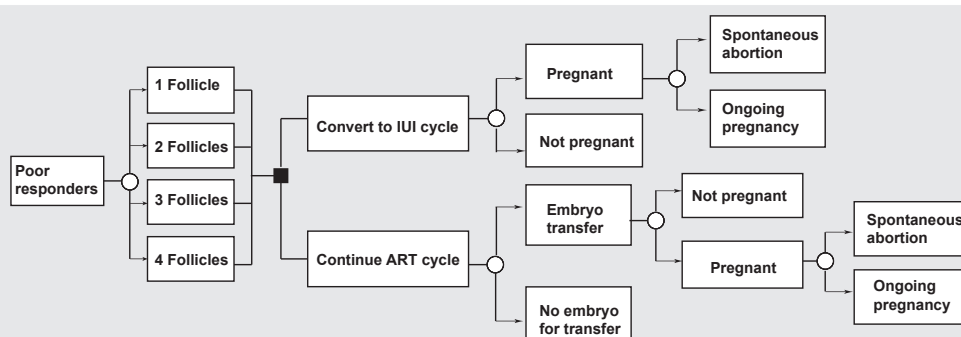 Poor
responders
1 Follicle
2 Follicles
3 Follicles
4 Follicles
Convert to IUI cycle
Pregnant
Spontaneous
abortion
Ongoing
pregnancy
Not pregnant
Continue ART cycle
Embryo
transfer
Not pregnant
Pregnant
Spontaneous
abortion
Ongoing
pregnancy
No embryo
for transfer